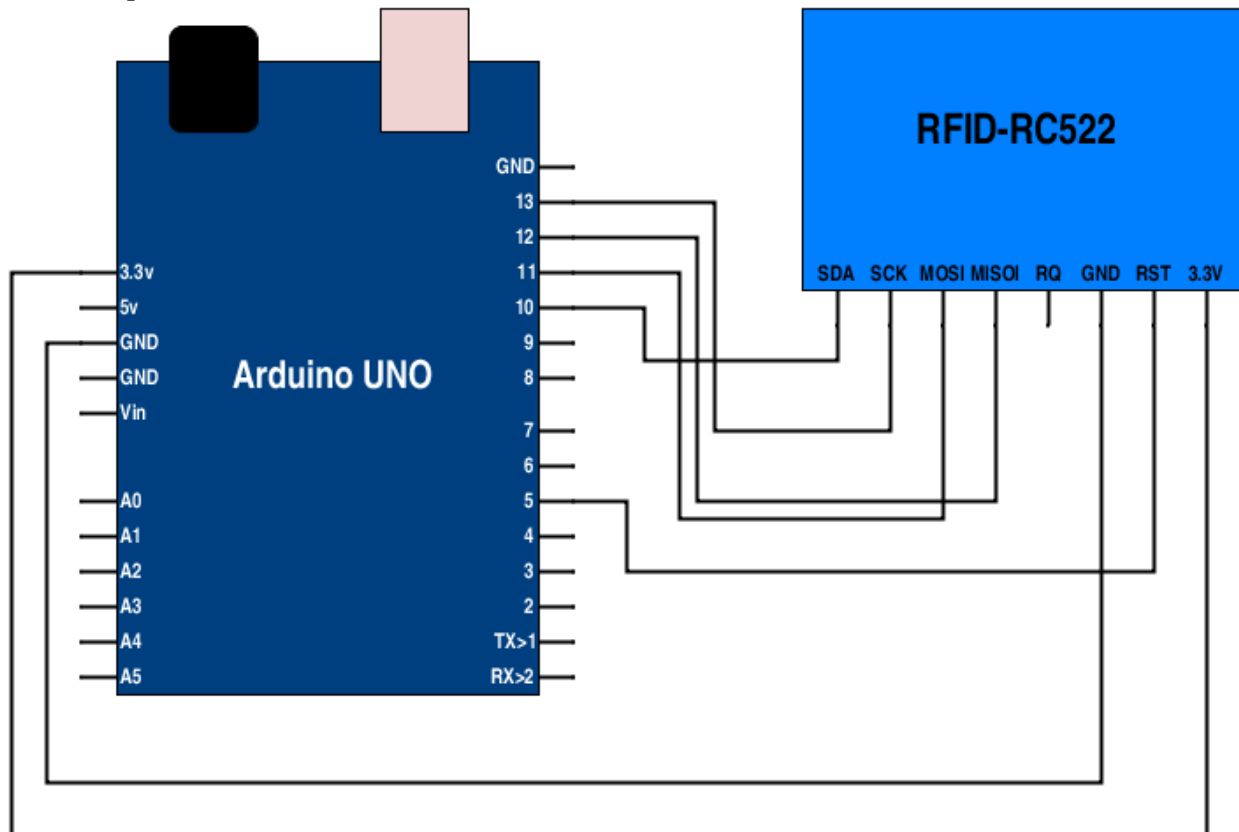 RFID-RC522
SDA SCK MOSI MISOI RQ GND RST 3.3V
Arduino UNO
3.3v
5v
GND
GND
Vin
A0
A1
A2
A3
A4
A5
GND
13
12
11
10
9
8
7
6
5
4
3
2
TX>1
RX>2